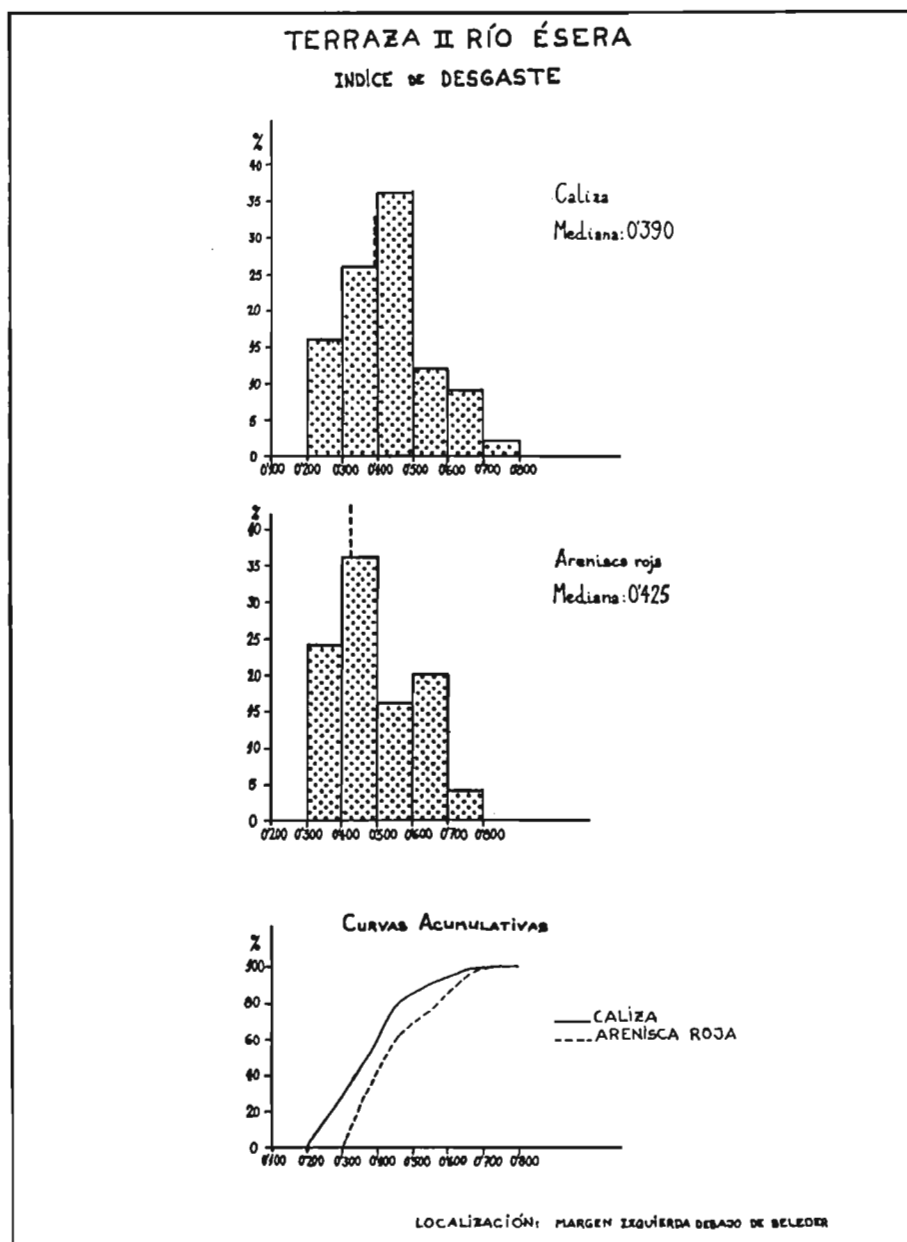 TERRAZA II RÍO ÉSERA
INDÍCE DE DESGASTE
%
40
35
30
25
20
15
10
5
0
0'100 0'200 0'300 0'400 0'500 0'600 0'700 0'800
Caliza
Mediana: 0'390
%
40
35
30
25
20
15
10
5
0
0'200 0'300 0'400 0'500 0'600 0'700 0'800
Arenisca roja
Mediana: 0'425
CURVAS ACUMULATIVAS
%
100
80
60
40
20
0
0'100 0'200 0'300 0'400 0'500 0'600 0'700 0'800
CALIZA
ARENÍSCA ROJA
LOCALIZACIÓN: MARGEN IZQUIERDA DEBAJO DE BELEDER